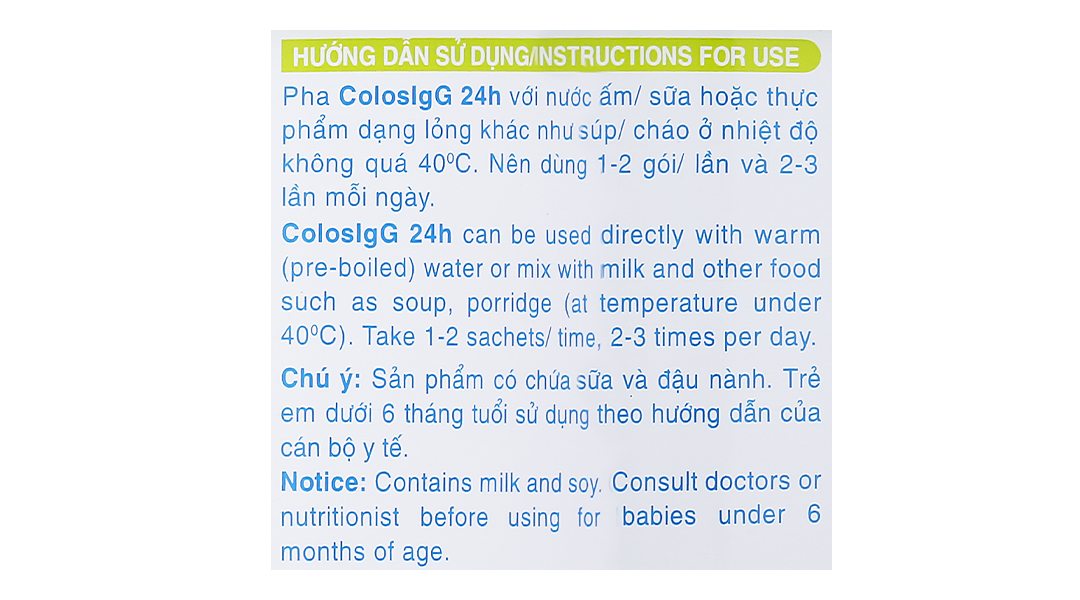 HƯỚNG DẪN SỬ DỤNG/INSTRUCTIONS FOR USE
Pha ColosIgG 24h với nước ấm/ sữa hoặc thực
phẩm dạng lỏng khác như súp/ cháo ở nhiệt độ
không quá 40ºC. Nên dùng 1-2 gói/ lần và 2-3
lần mỗi ngày.
ColosIgG 24h can be used directly with warm
(pre-boiled) water or mix with milk and other food
such as soup, porridge (at temperature under
40ºC). Take 1-2 sachets/ time, 2-3 times per day.
Chú ý: Sản phẩm có chứa sữa và đậu nành. Trẻ
em dưới 6 tháng tuổi sử dụng theo hướng dẫn của
cán bộ y tế.
Notice: Contains milk and soy. Consult doctors or
nutritionist before using for babies under 6
months of age.